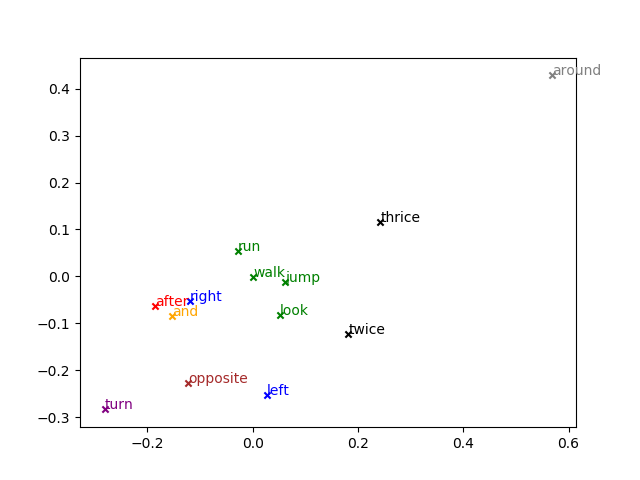 around
0.4
0.3
0.2
thrice
0.1
run
walk
jump
0.0
right
after
and
look
−0.1
twice
−0.2
opposite
left
turn
−0.3
−0.2
0.0
0.2
0.4
0.6